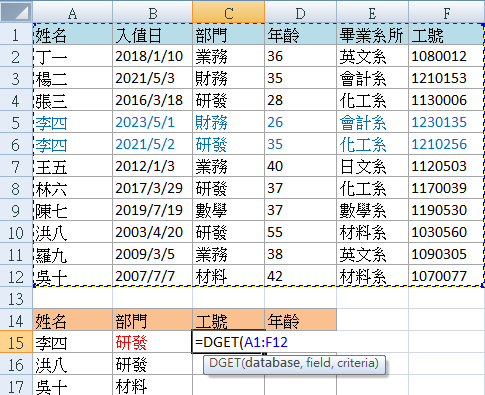 A B C D E F
1 姓名 入值日 部門 年齡 畢業系所 工號
2 丁一 2018/1/10 業務 36 英文系 1080012
3 楊二 2021/5/3 財務 35 會計系 1210153
4 張三 2016/3/18 研發 28 化工系 1130006
5 李四 2023/5/1 財務 26 會計系 1230135
6 李四 2021/5/2 研發 35 化工系 1210256
7 王五 2012/1/3 業務 40 日文系 1120503
8 林六 2017/3/29 研發 37 化工系 1170039
9 陳七 2019/7/19 數學 37 數學系 1190530
10 洪八 2003/4/20 研發 55 材料系 1030560
11 羅九 2009/3/5 業務 38 英文系 1090305
12 吳十 2007/7/7 材料 42 材料系 1070077
13
14 姓名 部門 工號 年齡
15 李四 研發 =DGET(A1:F12
16 洪八 研發 DGET(database, field, criteria)
17 吳十 材料